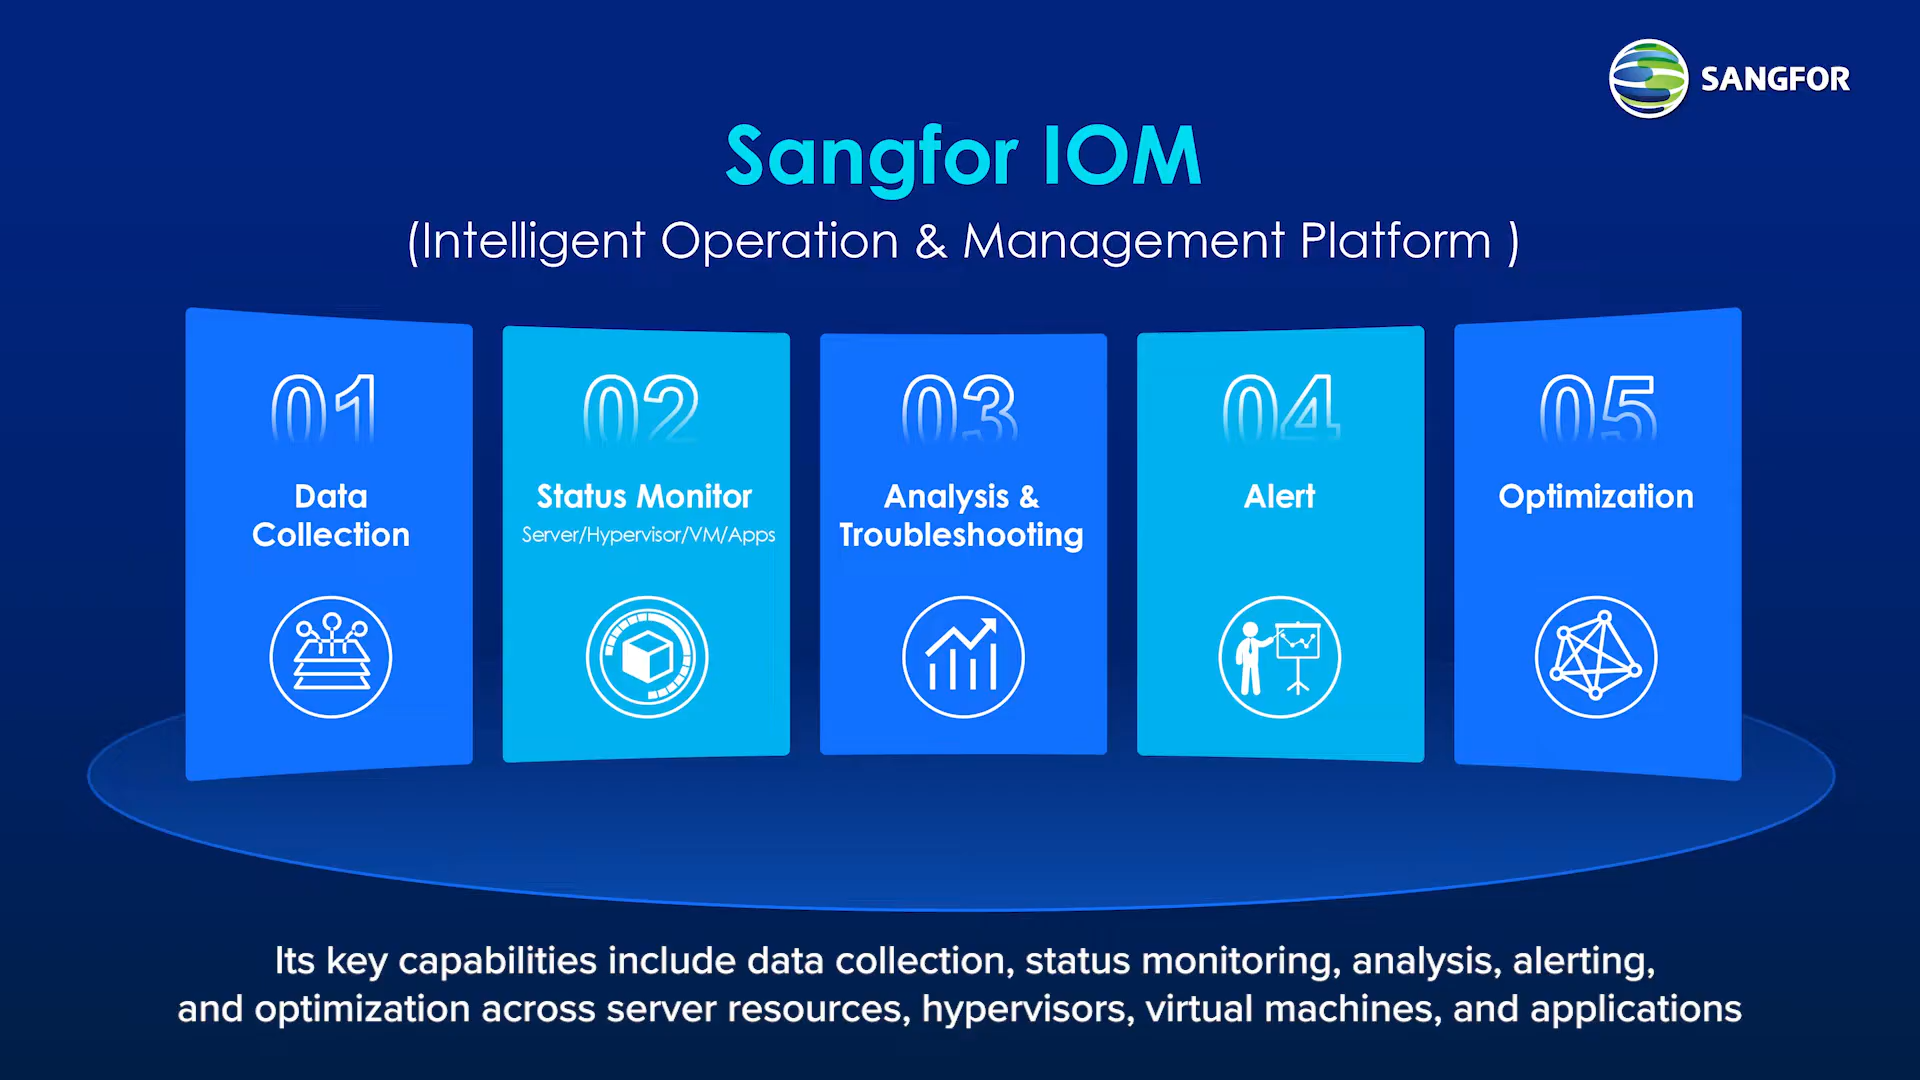 SANGFOR
Sangfor IOM
(Intelligent Operation & Management Platform )
01
Data
Collection
02
Status Monitor
Server/Hypervisor/VM/Apps
03
Analysis &
Troubleshooting
04
Alert
05
Optimization
Its key capabilities include data collection, status monitoring, analysis, alerting,
and optimization across server resources, hypervisors, virtual machines, and applications